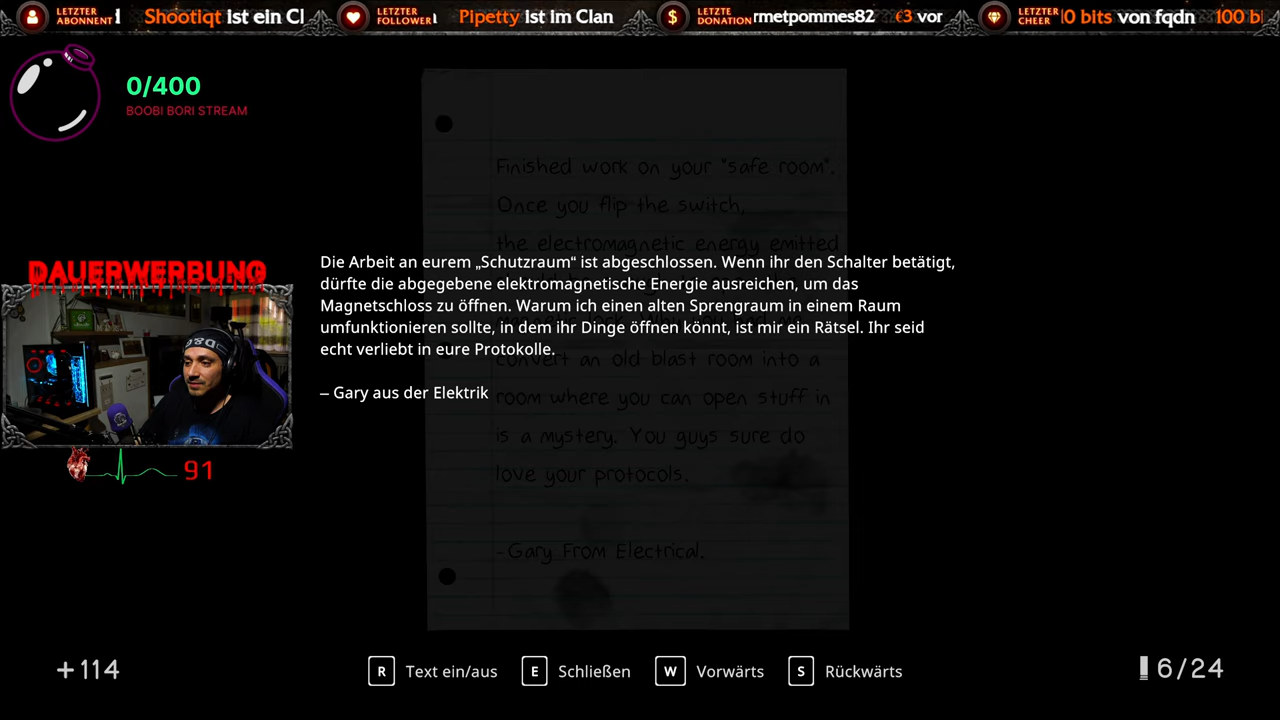 LETZTER ABONNENT
Shootiqt ist ein Cl
LETZTER FOLLOWER
Pipetty ist im Clan
LETZTE DONATION
rmetpommes82 €3 vor
LETZTER CHEER
0 bits von fqdn 100 bi
0/400
BOOBI BORI STREAM
Finished work on your "safe room".
Once you flip the switch,
the electromagnetic energy emitted
Die Arbeit an eurem „Schutzraum“ ist abgeschlossen. Wenn ihr den Schalter betätigt,
dürfte die abgegebene elektromagnetische Energie ausreichen, um das
Magnetschloss zu öffnen. Warum ich einen alten Sprengraum in einem Raum
umfunktionieren sollte, in dem ihr Dinge öffnen könnt, ist mir ein Rätsel. Ihr seid
echt verliebt in eure Protokolle.
– Gary aus der Elektrik
convert an old blast room into a
room where you can open stuff in
is a mystery. You guys sure do
love your protocols.
- Gary From Electrical.
DAUERWERBUNG
91
+114
R Text ein/aus
E Schließen
W Vorwärts
S Rückwärts
6/24